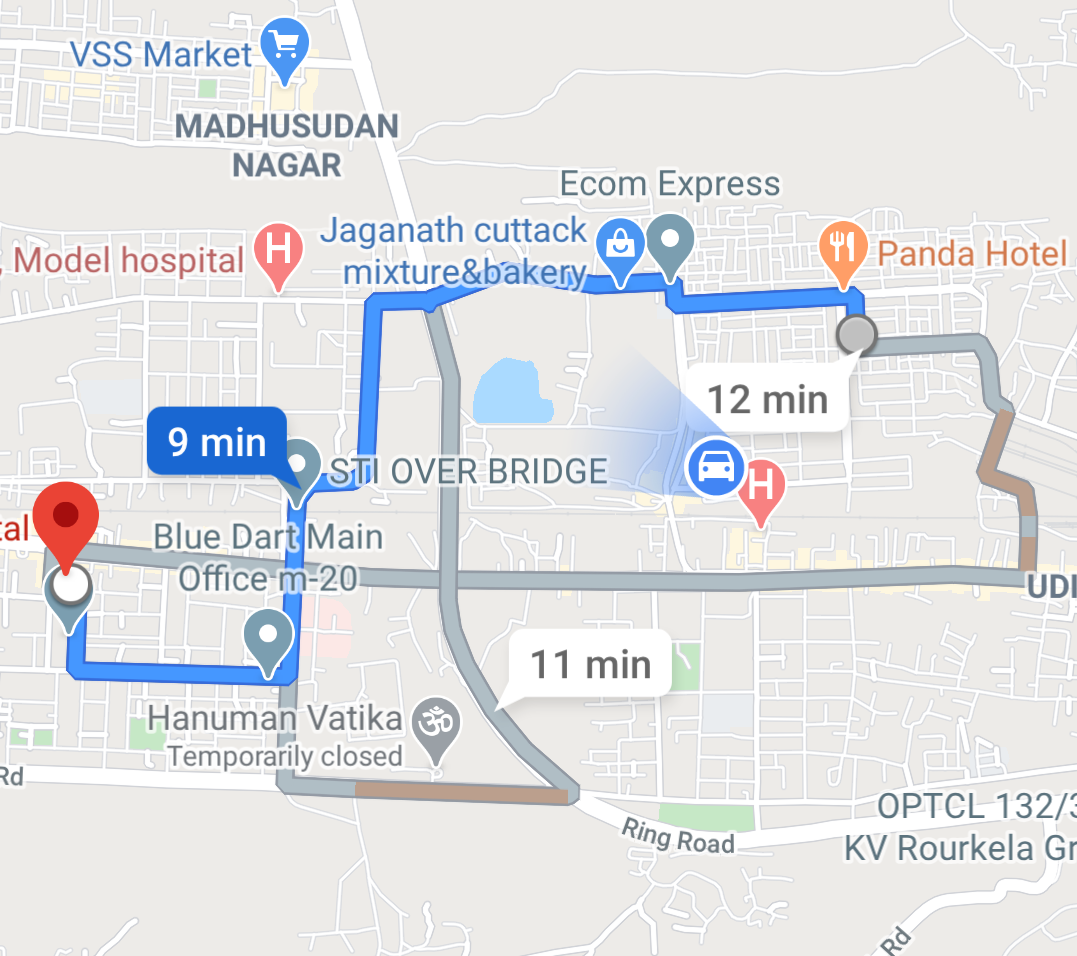 VSS Market
MADHUSUDAN
NAGAR
Ecom Express
Jaganath cuttack
mixture&bakery
Model hospital
H
Panda Hotel
12 min
9 min
STI OVER BRIDGE
H
tal
Blue Dart Main
Office m-20
UDI
11 min
Hanuman Vatika
Temporarily closed
ॐ
Rd
Ring Road
OPTCL 132/3
KV Rourkela Gr
Rd